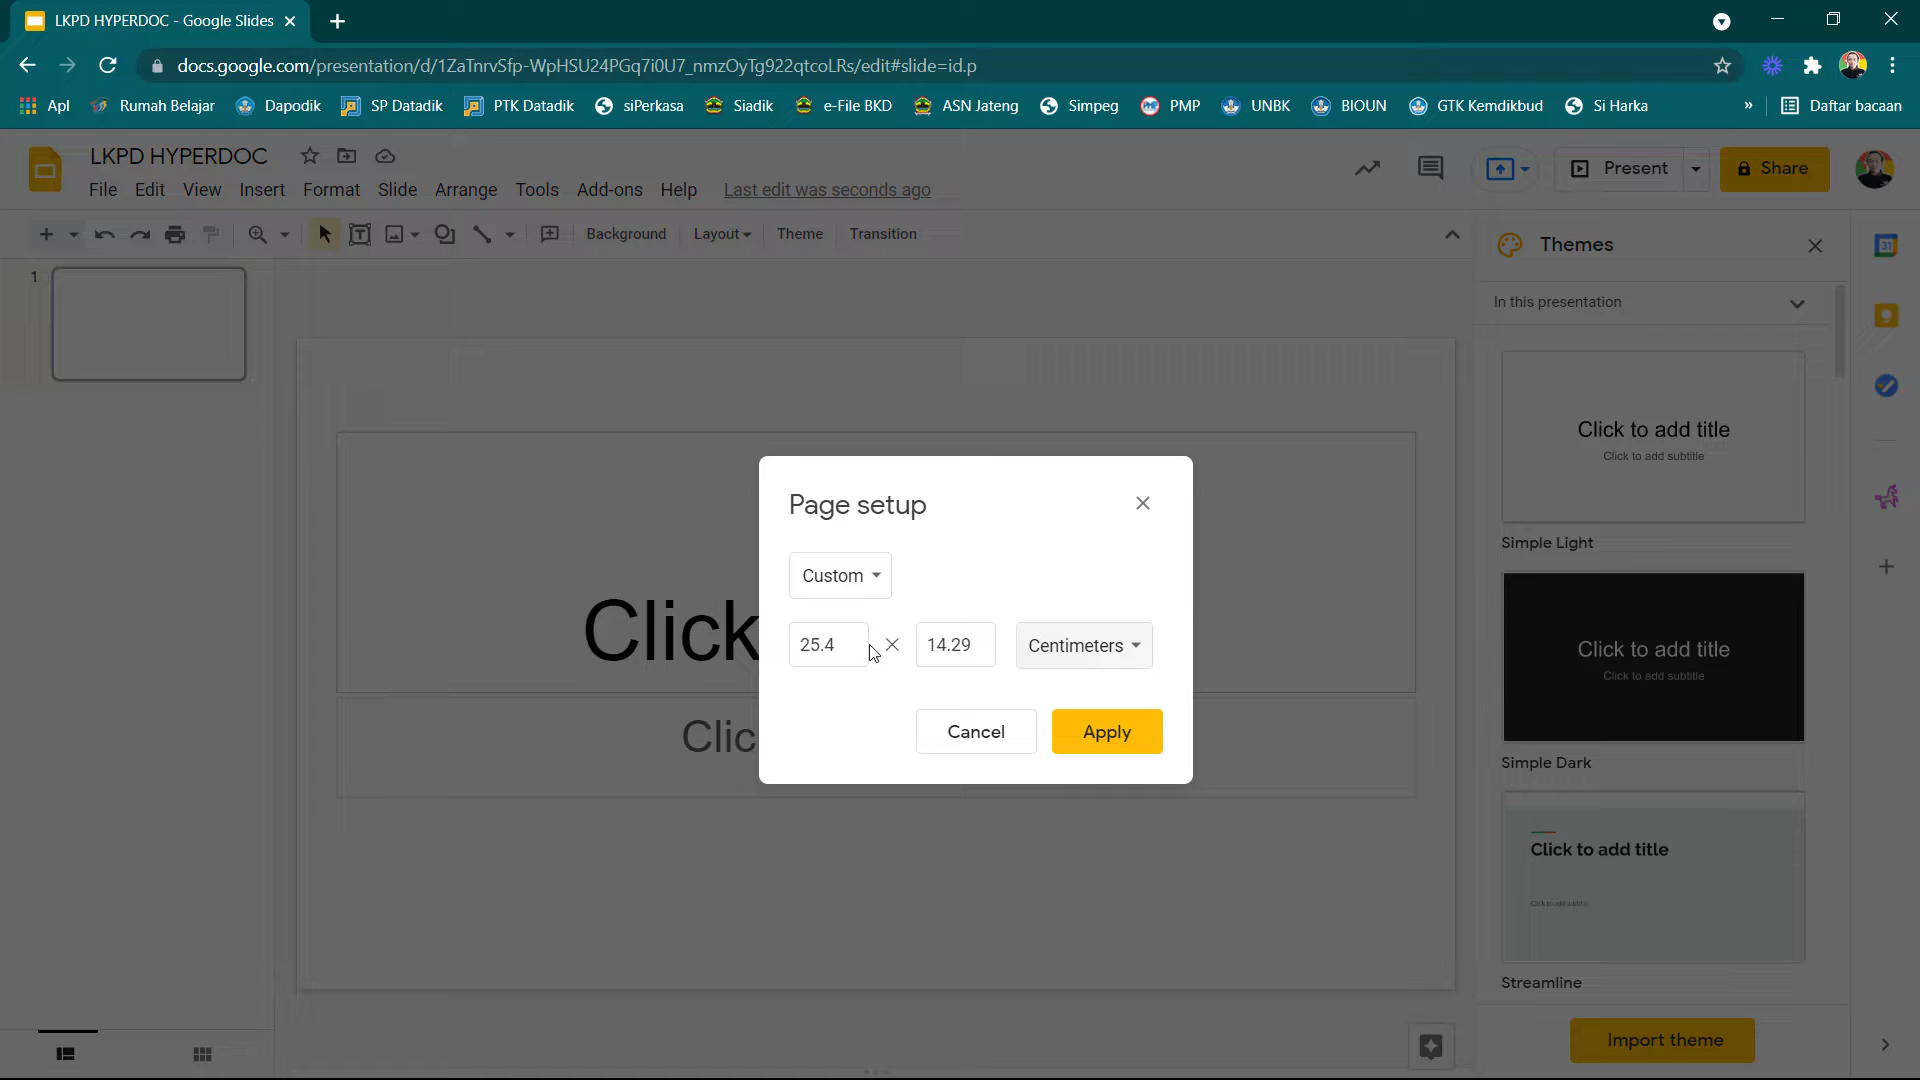 LKPD HYPERDOC - Google Slides
docs.google.com/presentation/d/1ZaTnrvSfp-WpHSU24PGq7i0U7_nmzOyTg922qtcoLRs/edit#slide=id.p
Apl Rumah Belajar Dapodik SP Datadik PTK Datadik siPerkasa Siadik e-File BKD ASN Jateng Simpeg PMP UNBK BIOUN GTK Kemdikbud Si Harka » Daftar bacaan
LKPD HYPERDOC
File Edit View Insert Format Slide Arrange Tools Add-ons Help Last edit was seconds ago
Present Share
Background Layout Theme Transition
Themes
1
In this presentation
Click to add title
Click to add subtitle
Simple Light
Page setup
Custom
25.4 × 14.29 Centimeters
Cancel Apply
Click
Clic
Click to add title
Click to add subtitle
Simple Dark
Click to add title
Click to add subtitle
Streamline
Import theme
31